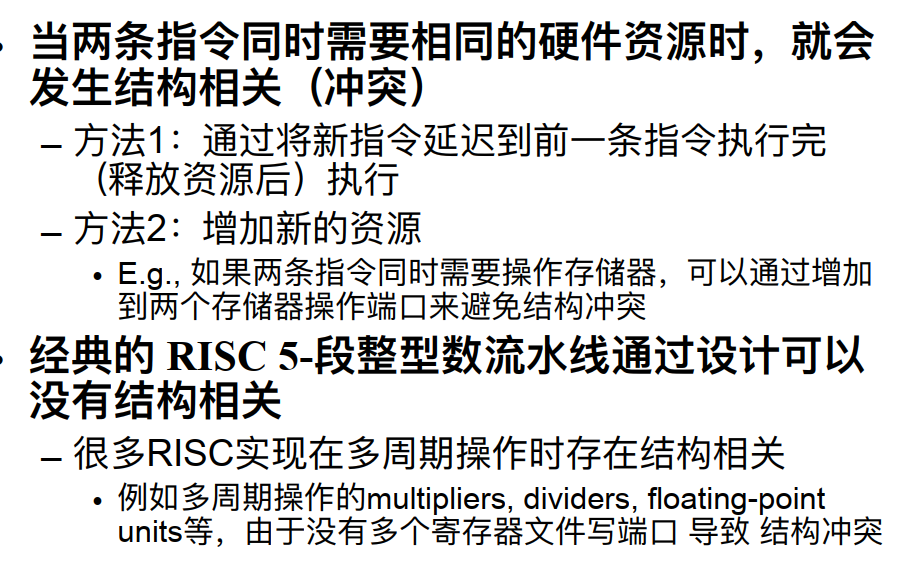 • 当两条指令同时需要相同的硬件资源时，就会
发生结构相关（冲突）
– 方法1：通过将新指令延迟到前一条指令执行完
（释放资源后）执行
– 方法2：增加新的资源
• E.g., 如果两条指令同时需要操作存储器，可以通过增加
到两个存储器操作端口来避免结构冲突
• 经典的 RISC 5-段整型数流水线通过设计可以
没有结构相关
– 很多RISC实现在多周期操作时存在结构相关
• 例如多周期操作的multipliers, dividers, floating-point
units等，由于没有多个寄存器文件写端口 导致 结构冲突